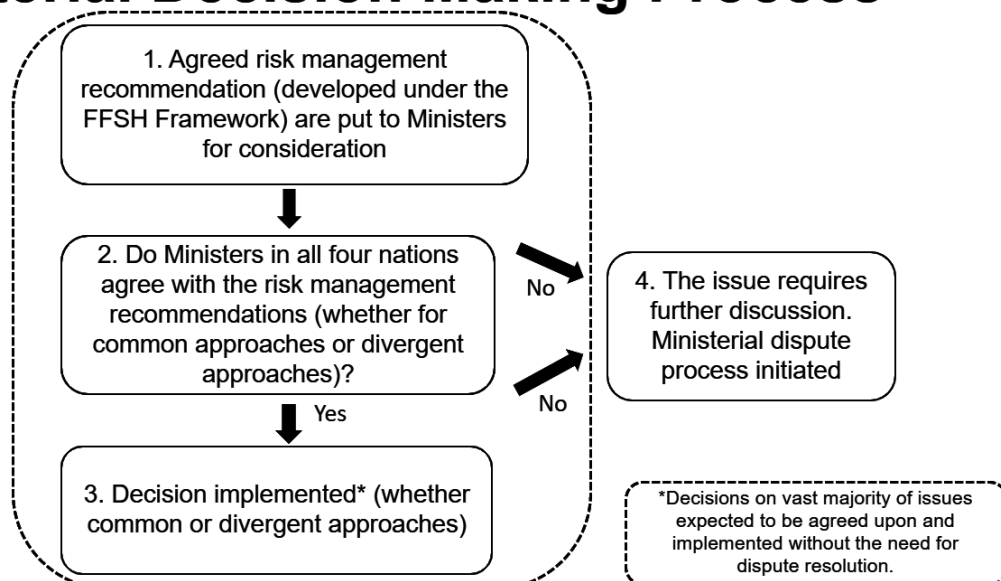 Process
1. Agreed risk management
recommendation (developed under the
FFSH Framework) are put to Ministers
for consideration
2. Do Ministers in all four nations
agree with the risk management
recommendations (whether for
common approaches or divergent
approaches)?
No
No
4. The issue requires
further discussion.
Ministerial dispute
process initiated
Yes
3. Decision implemented* (whether
common or divergent approaches)
*Decisions on vast majority of issues
expected to be agreed upon and
implemented without the need for
dispute resolution.